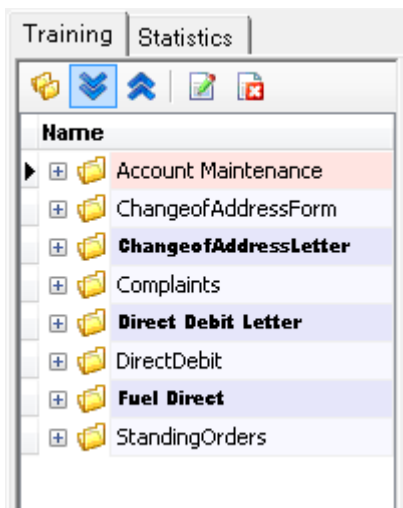 Training Statistics
Name
Account Maintenance
ChangeofAddressForm
ChangeofAddressLetter
Complaints
Direct Debit Letter
DirectDebit
Fuel Direct
StandingOrders